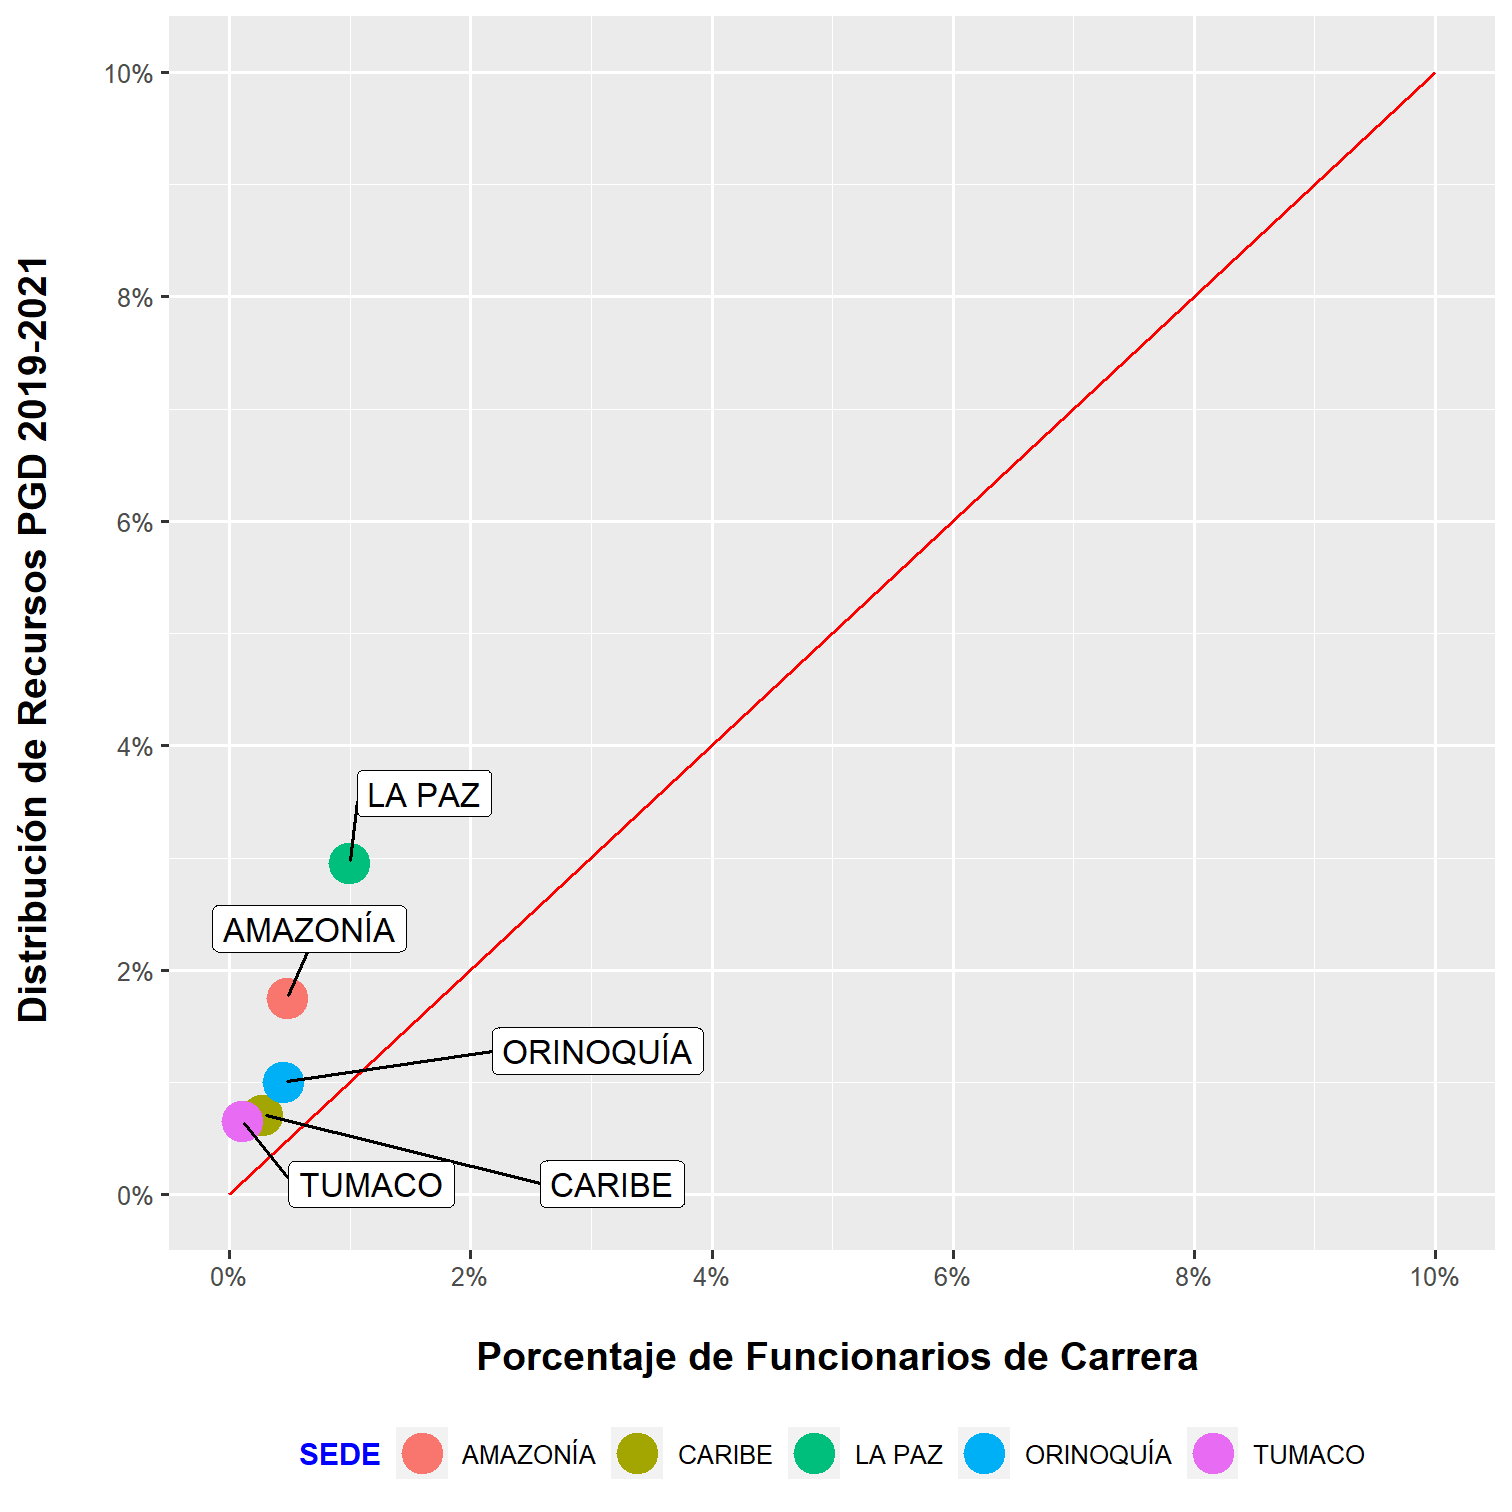 Distribución de Recursos PGD 2019-2021
10%
8%
6%
4%
2%
0%
LA PAZ
AMAZONÍA
ORINOQUÍA
TUMACO
CARIBE
0% 2% 4% 6% 8% 10%
Porcentaje de Funcionarios de Carrera
SEDE AMAZONÍA CARIBE LA PAZ ORINOQUÍA TUMACO